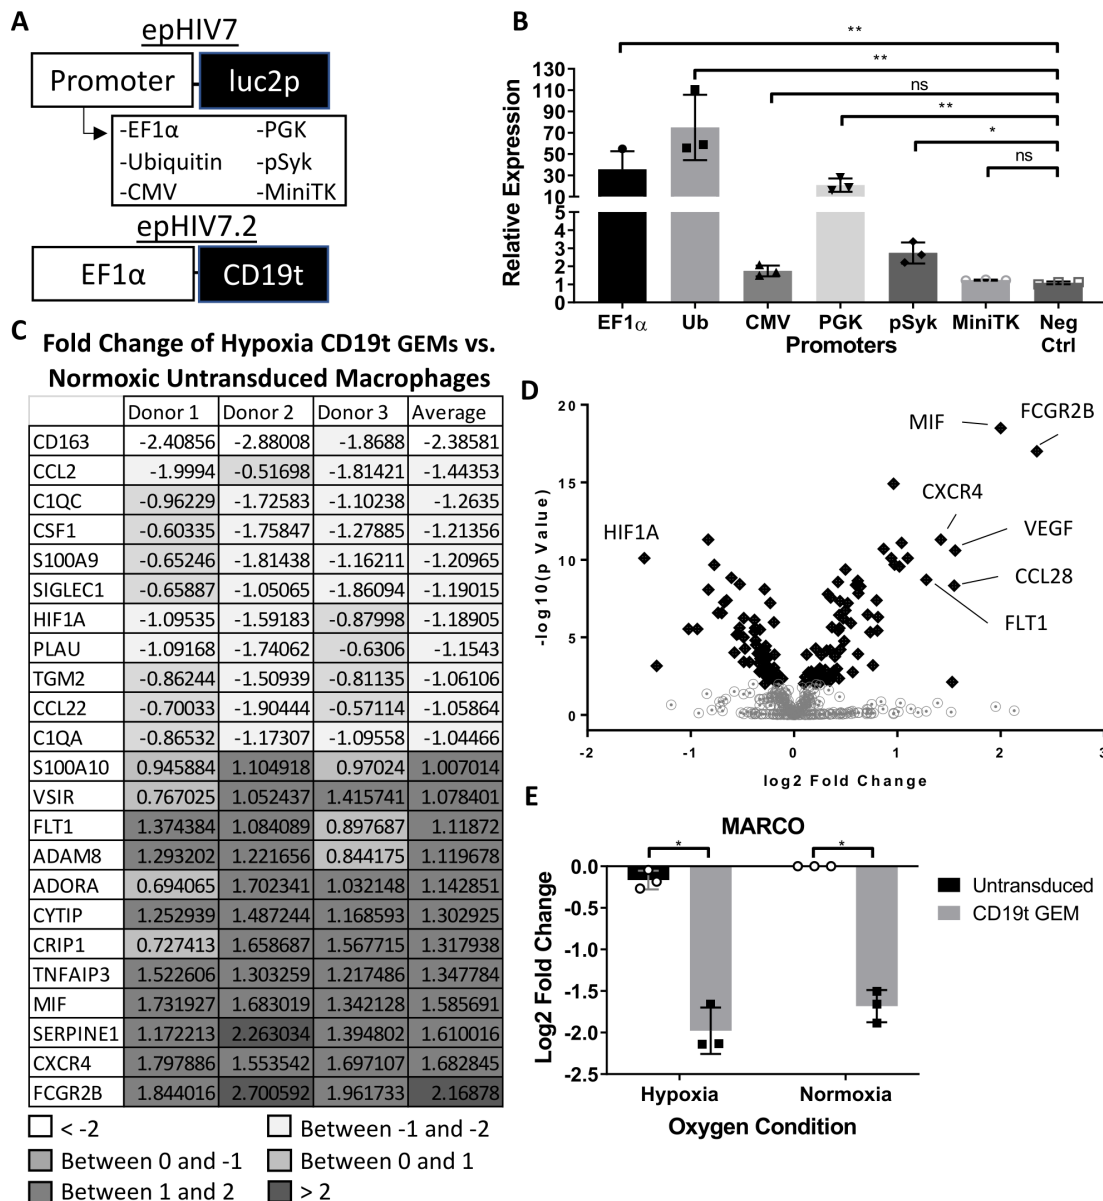 A
epHIV7
Promoter luc2p
-EF1α -PGK
-Ubiquitin -pSyk
-CMV -MiniTK
epHIV7.2
EF1α CD19t
B
**
**
ns
**
*
ns
Relative Expression
130
110
90
70
50
30
10
5
4
3
2
1
0
EF1α Ub CMV PGK pSyk MiniTK Neg Ctrl
Promoters
C
Fold Change of Hypoxia CD19t GEMs vs.
Normoxic Untransduced Macrophages
Donor 1 Donor 2 Donor 3 Average
CD163 -2.40856 -2.88008 -1.8688 -2.38581
CCL2 -1.9994 -0.51698 -1.81421 -1.44353
C1QC -0.96229 -1.72583 -1.10238 -1.2635
CSF1 -0.60335 -1.75847 -1.27885 -1.21356
S100A9 -0.65246 -1.81438 -1.16211 -1.20965
SIGLEC1 -0.65887 -1.05065 -1.86094 -1.19015
HIF1A -1.09535 -1.59183 -0.87998 -1.18905
PLAU -1.09168 -1.74062 -0.6306 -1.1543
TGM2 -0.86244 -1.50939 -0.81135 -1.06106
CCL22 -0.70033 -1.90444 -0.57114 -1.05864
C1QA -0.86532 -1.17307 -1.09558 -1.04466
S100A10 0.945884 1.104918 0.97024 1.007014
VSIR 0.767025 1.052437 1.415741 1.078401
FLT1 1.374384 1.084089 0.897687 1.11872
ADAM8 1.293202 1.221656 0.844175 1.119678
ADORA 0.694065 1.702341 1.032148 1.142851
CYTIP 1.252939 1.487244 1.168593 1.302925
CRIP1 0.727413 1.658687 1.567715 1.317938
TNFAIP3 1.522606 1.303259 1.217486 1.347784
MIF 1.731927 1.683019 1.342128 1.585691
SERPINE1 1.172213 2.263034 1.394802 1.610016
CXCR4 1.797886 1.553542 1.697107 1.682845
FCGR2B 1.844016 2.700592 1.961733 2.16878
< -2 Between -1 and -2
Between 0 and -1 Between 0 and 1
Between 1 and 2 > 2
D
-log10(p Value)
20
15
10
5
0
MIF
FCGR2B
CXCR4
HIF1A
VEGF
CCL28
FLT1
-2 -1 0 1 2 3
log2 Fold Change
E
MARCO
* *
Log2 Fold Change
0.0
-0.5
-1.0
-1.5
-2.0
-2.5
Untransduced
CD19t GEM
Hypoxia Normoxia
Oxygen Condition